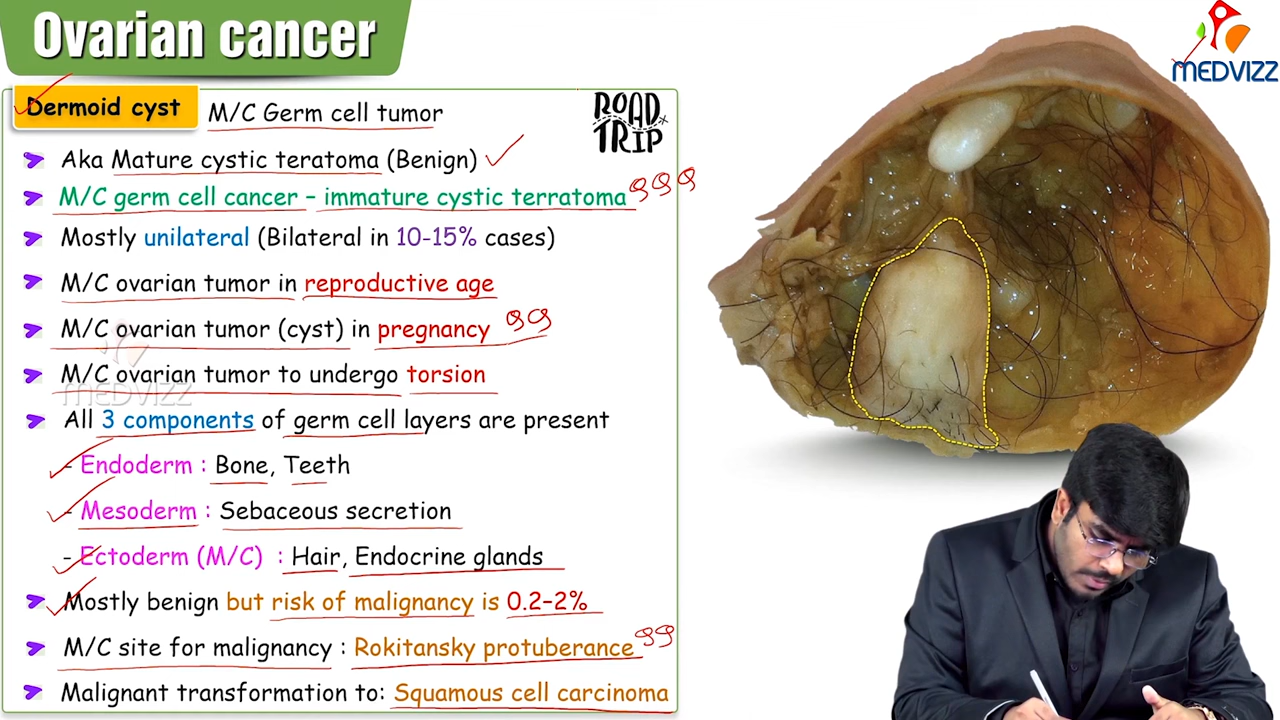 Ovarian cancer
MEDVIZZ
Dermoid cyst M/C Germ cell tumor
ROAD TRIP
Aka Mature cystic teratoma (Benign)
M/C germ cell cancer – immature cystic terratoma
Mostly unilateral (Bilateral in 10-15% cases)
M/C ovarian tumor in reproductive age
M/C ovarian tumor (cyst) in pregnancy
M/C ovarian tumor to undergo torsion
MEDVIZZ
All 3 components of germ cell layers are present
- Endoderm : Bone, Teeth
- Mesoderm : Sebaceous secretion
- Ectoderm (M/C) : Hair, Endocrine glands
Mostly benign but risk of malignancy is 0.2–2%
M/C site for malignancy : Rokitansky protuberance
Malignant transformation to: Squamous cell carcinoma